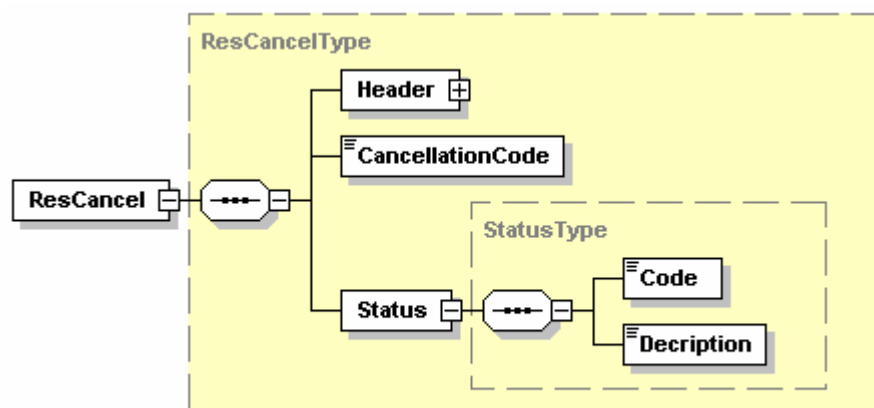 ResCancelType
Header
CancellationCode
ResCancel
StatusType
Code
Status
Decription